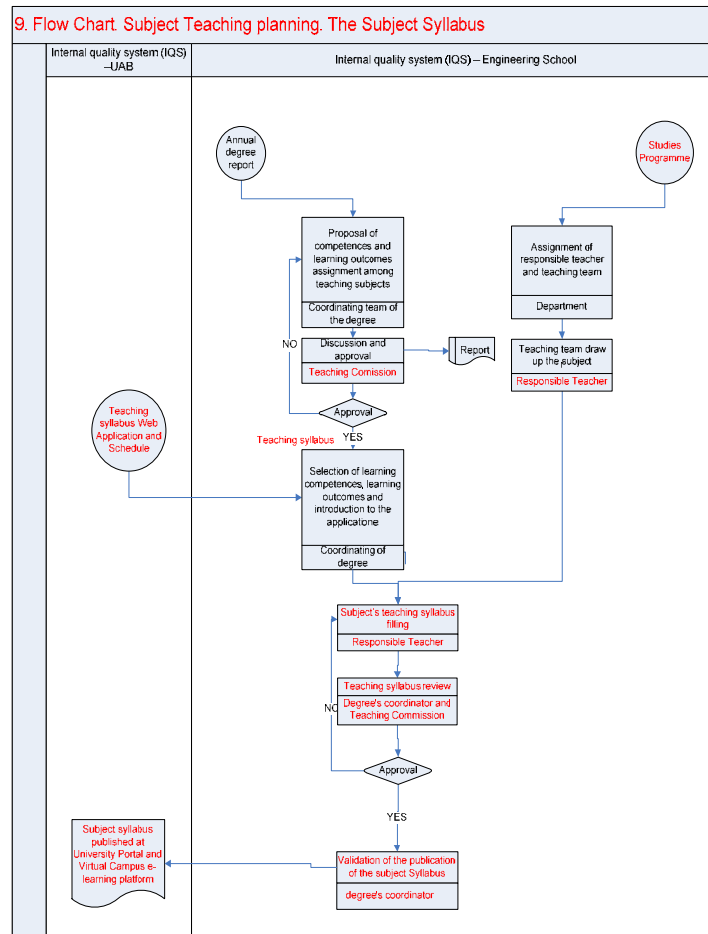 9. Flow Chart. Subject Teaching planning. The Subject Syllabus
Internal quality system (IQS)
–UAB
Internal quality system (IQS) – Engineering School
Annual
degree
report
Studies
Programme
Proposal of
competences and
learning outcomes
assignment among
teaching subjects
Coordinating team of
the degree
Assignment of
responsible teacher
and teaching team
Department
NO
Discussion and
approval
Teaching Comission
Report
Teaching team draw
up the subject
Responsible Teacher
Approval
YES
Teaching syllabus
Teaching
syllabus Web
Application and
Schedule
Selection of learning
competences, learning
outcomes and
introduction to the
applicatione
Coordinating of
degree
Subject's teaching syllabus
filling
Responsible Teacher
Teaching syllabus review
NO
Degree's coordinator and
Teaching Commission
Approval
YES
Subject syllabus
published at
University Portal and
Virtual Campus e-
learning platform
Validation of the publication
of the subject Syllabus
degree's coordinator